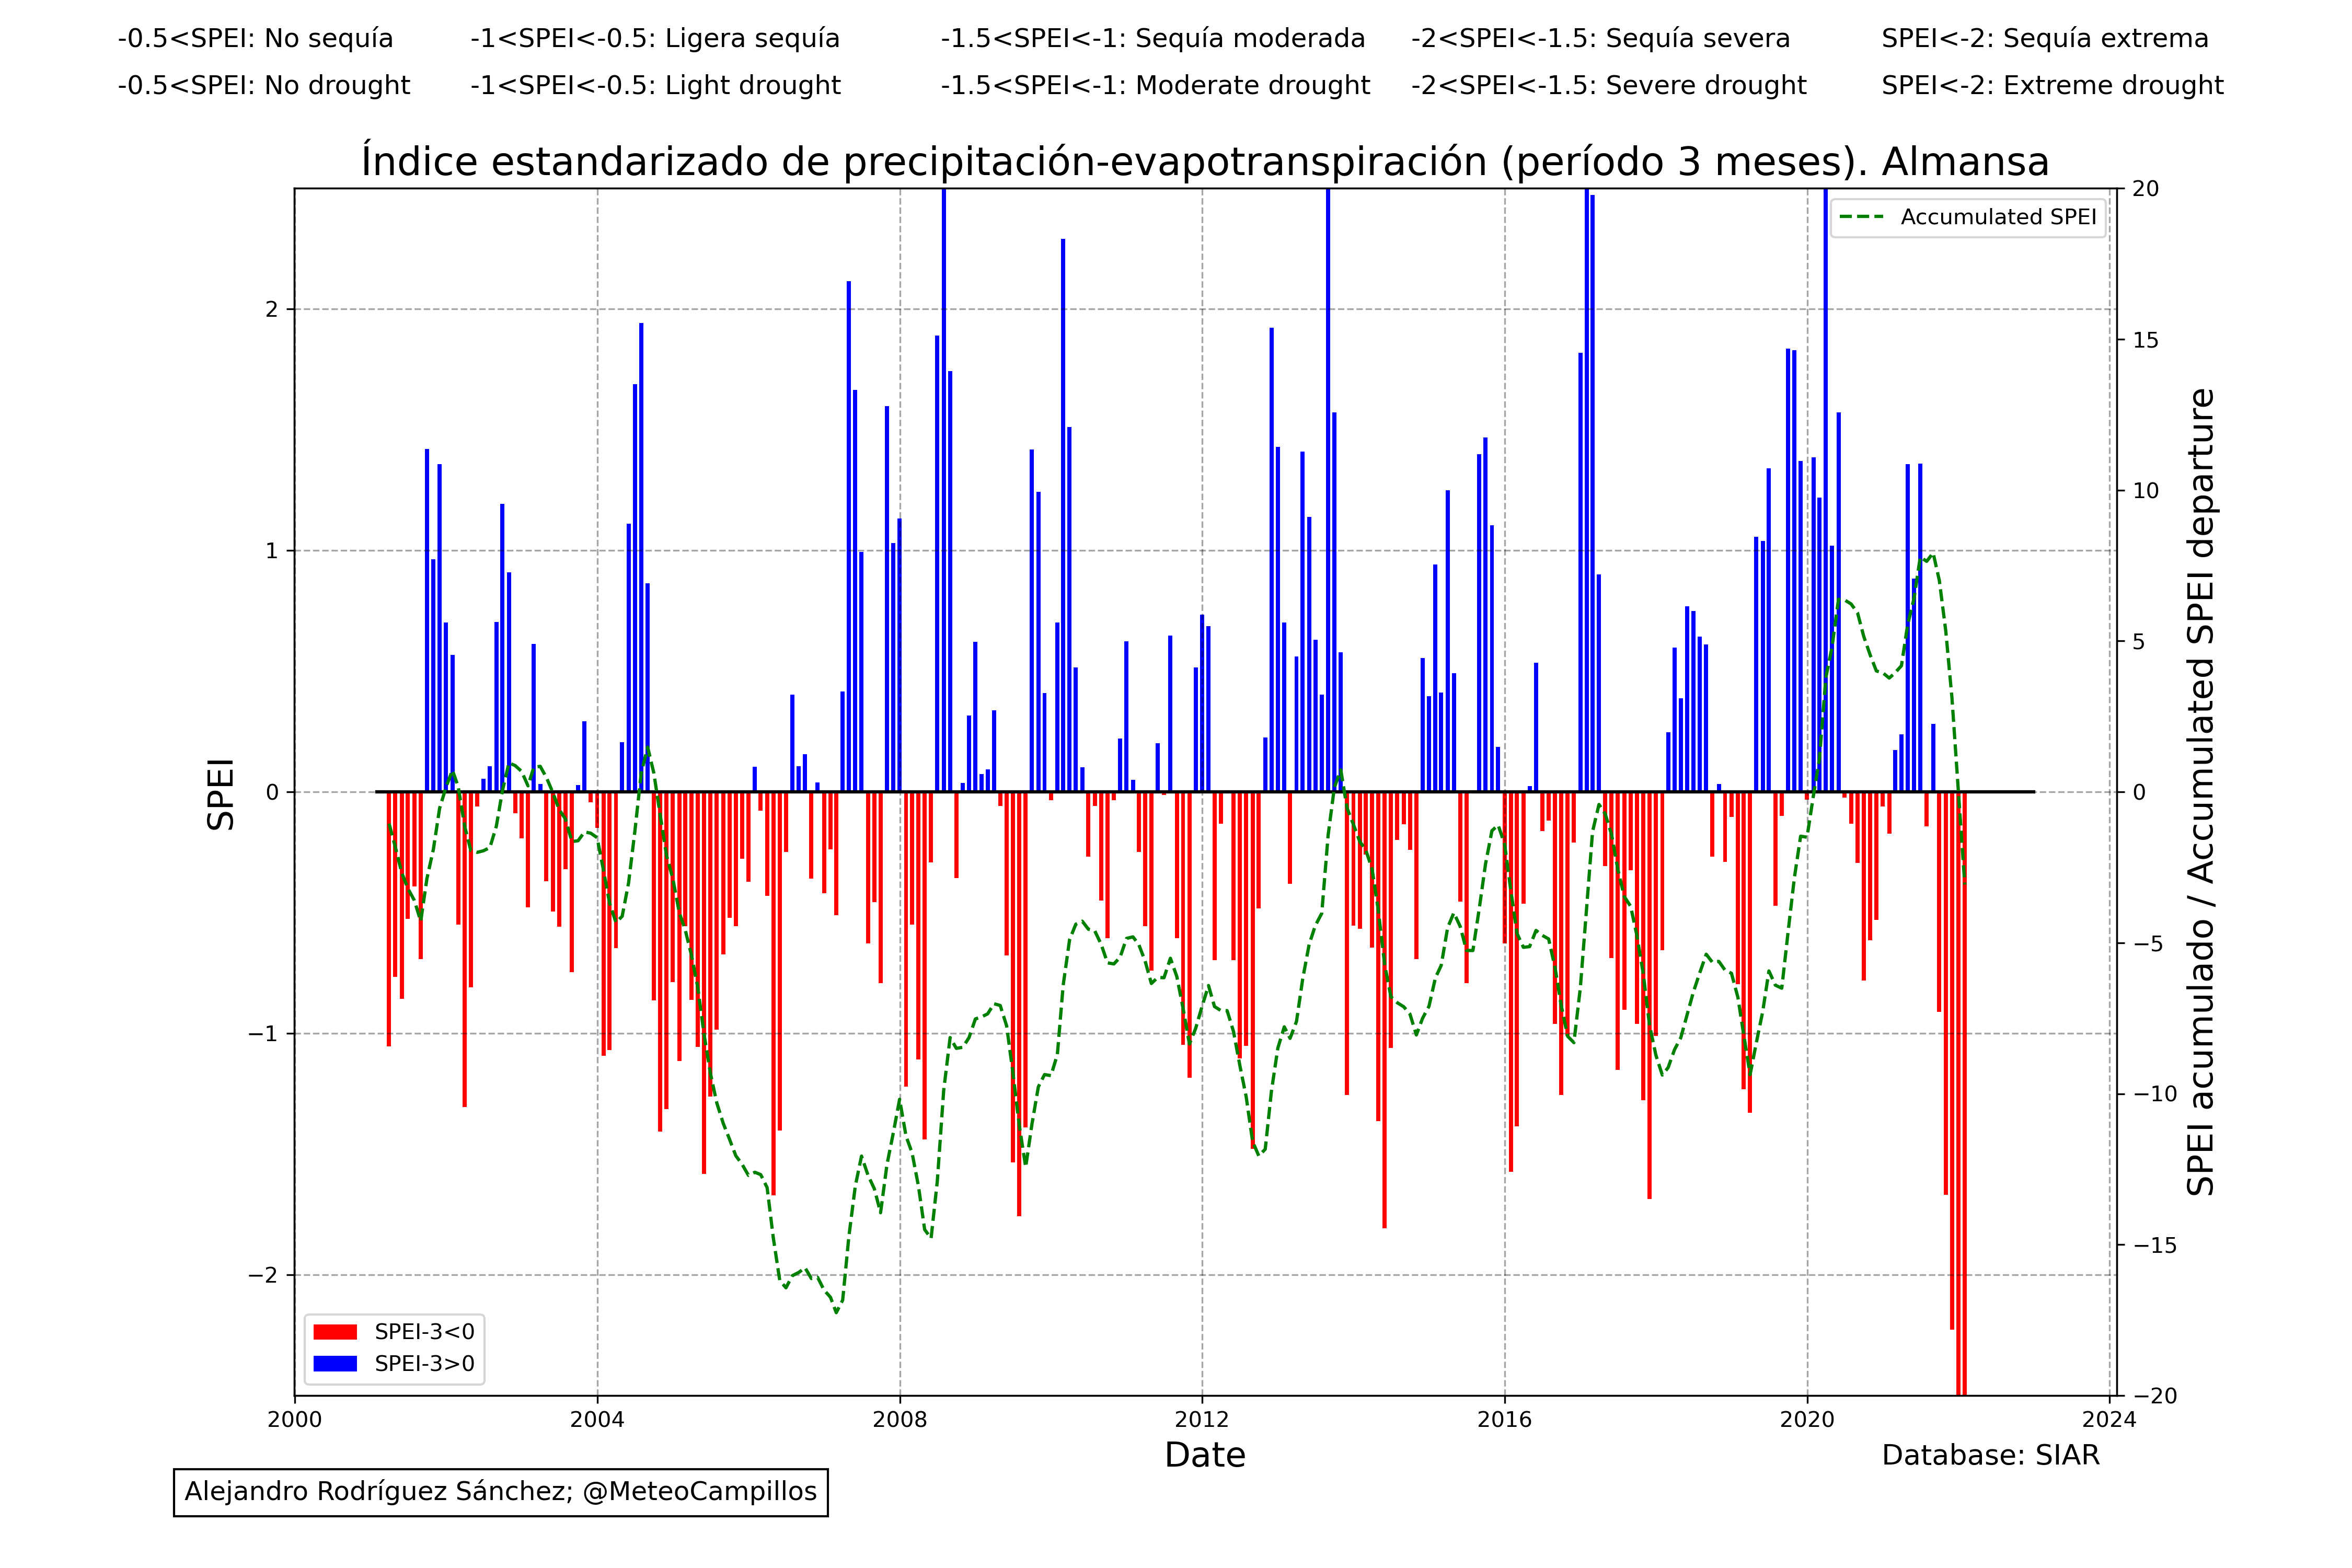 -0.5<SPEI: No sequía -1<SPEI<-0.5: Ligera sequía -1.5<SPEI<-1: Sequía moderada -2<SPEI<-1.5: Sequía severa SPEI<-2: Sequía extrema
-0.5<SPEI: No drought -1<SPEI<-0.5: Light drought -1.5<SPEI<-1: Moderate drought -2<SPEI<-1.5: Severe drought SPEI<-2: Extreme drought
Índice estandarizado de precipitación-evapotranspiración (período 3 meses). Almansa
Accumulated SPEI
SPEI
2
1
0
−1
−2
20
15
10
5
0
−5
−10
−15
−20
SPEI acumulado / Accumulated SPEI departure
SPEI-3<0
SPEI-3>0
2000 2004 2008 2012 2016 2020 2024
Date
Database: SIAR
Alejandro Rodríguez Sánchez; @MeteoCampillos